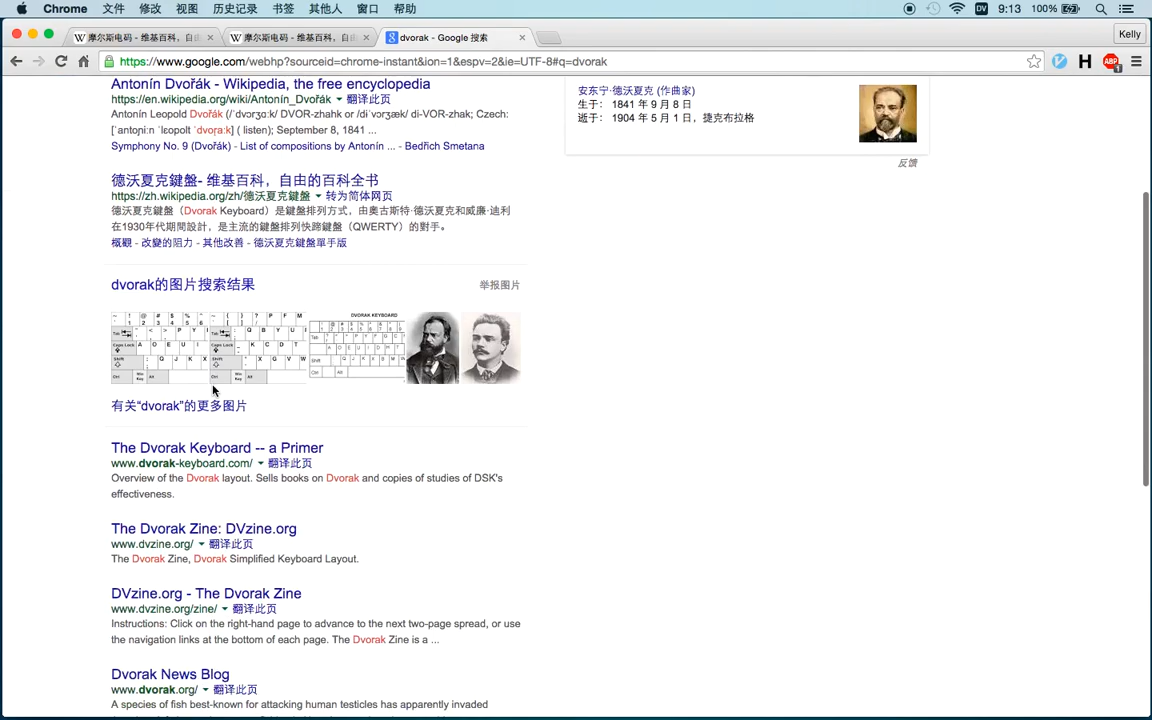 Chrome 文件 修改 视图 历史记录 书签 其他人 窗口 帮助
DV 9:13 100%
摩尔斯电码 - 维基百科，自由 摩尔斯电码 - 维基百科，自由 dvorak - Google 搜索 Kelly
https://www.google.com/webhp?sourceid=chrome-instant&ion=1&espv=2&ie=UTF-8#q=dvorak
Antonín Dvořák - Wikipedia, the free encyclopedia
https://en.wikipedia.org/wiki/Antonín_Dvořák 翻译此页
Antonín Leopold Dvořák (/ˈdvɔrʒɑːk/ DVOR-zhahk or /dɨˈvɔrʒæk/ di-VOR-zhak; Czech:
[ˈantoɲiːn ˈlɛopolt ˈdvor̝aːk] ( listen); September 8, 1841 ...
Symphony No. 9 (Dvořák) - List of compositions by Antonín ... - Bedřich Smetana
德沃夏克鍵盤- 维基百科，自由的百科全书
https://zh.wikipedia.org/zh/德沃夏克鍵盤 转为简体网页
德沃夏克鍵盤（Dvorak Keyboard）是鍵盤排列方式，由奧古斯特·德沃夏克和威廉·迪利
在1930年代期間設計，是主流的鍵盤排列快蹄鍵盤（QWERTY）的對手。
概觀 - 改變的阻力 - 其他改善 - 德沃夏克鍵盤單手版
dvorak的图片搜索结果 举报图片
DVORAK KEYBOARD
有关“dvorak”的更多图片
The Dvorak Keyboard -- a Primer
www.dvorak-keyboard.com/ 翻译此页
Overview of the Dvorak layout. Sells books on Dvorak and copies of studies of DSK's
effectiveness.
The Dvorak Zine: DVzine.org
www.dvzine.org/ 翻译此页
The Dvorak Zine, Dvorak Simplified Keyboard Layout.
DVzine.org - The Dvorak Zine
www.dvzine.org/zine/ 翻译此页
Instructions: Click on the right-hand page to advance to the next two-page spread, or use
the navigation links at the bottom of each page. The Dvorak Zine is a ...
Dvorak News Blog
www.dvorak.org/ 翻译此页
A species of fish best-known for attacking human testicles has apparently invaded
安东宁·德沃夏克 (作曲家)
生于： 1841 年 9 月 8 日
逝于： 1904 年 5 月 1 日，捷克布拉格
反馈